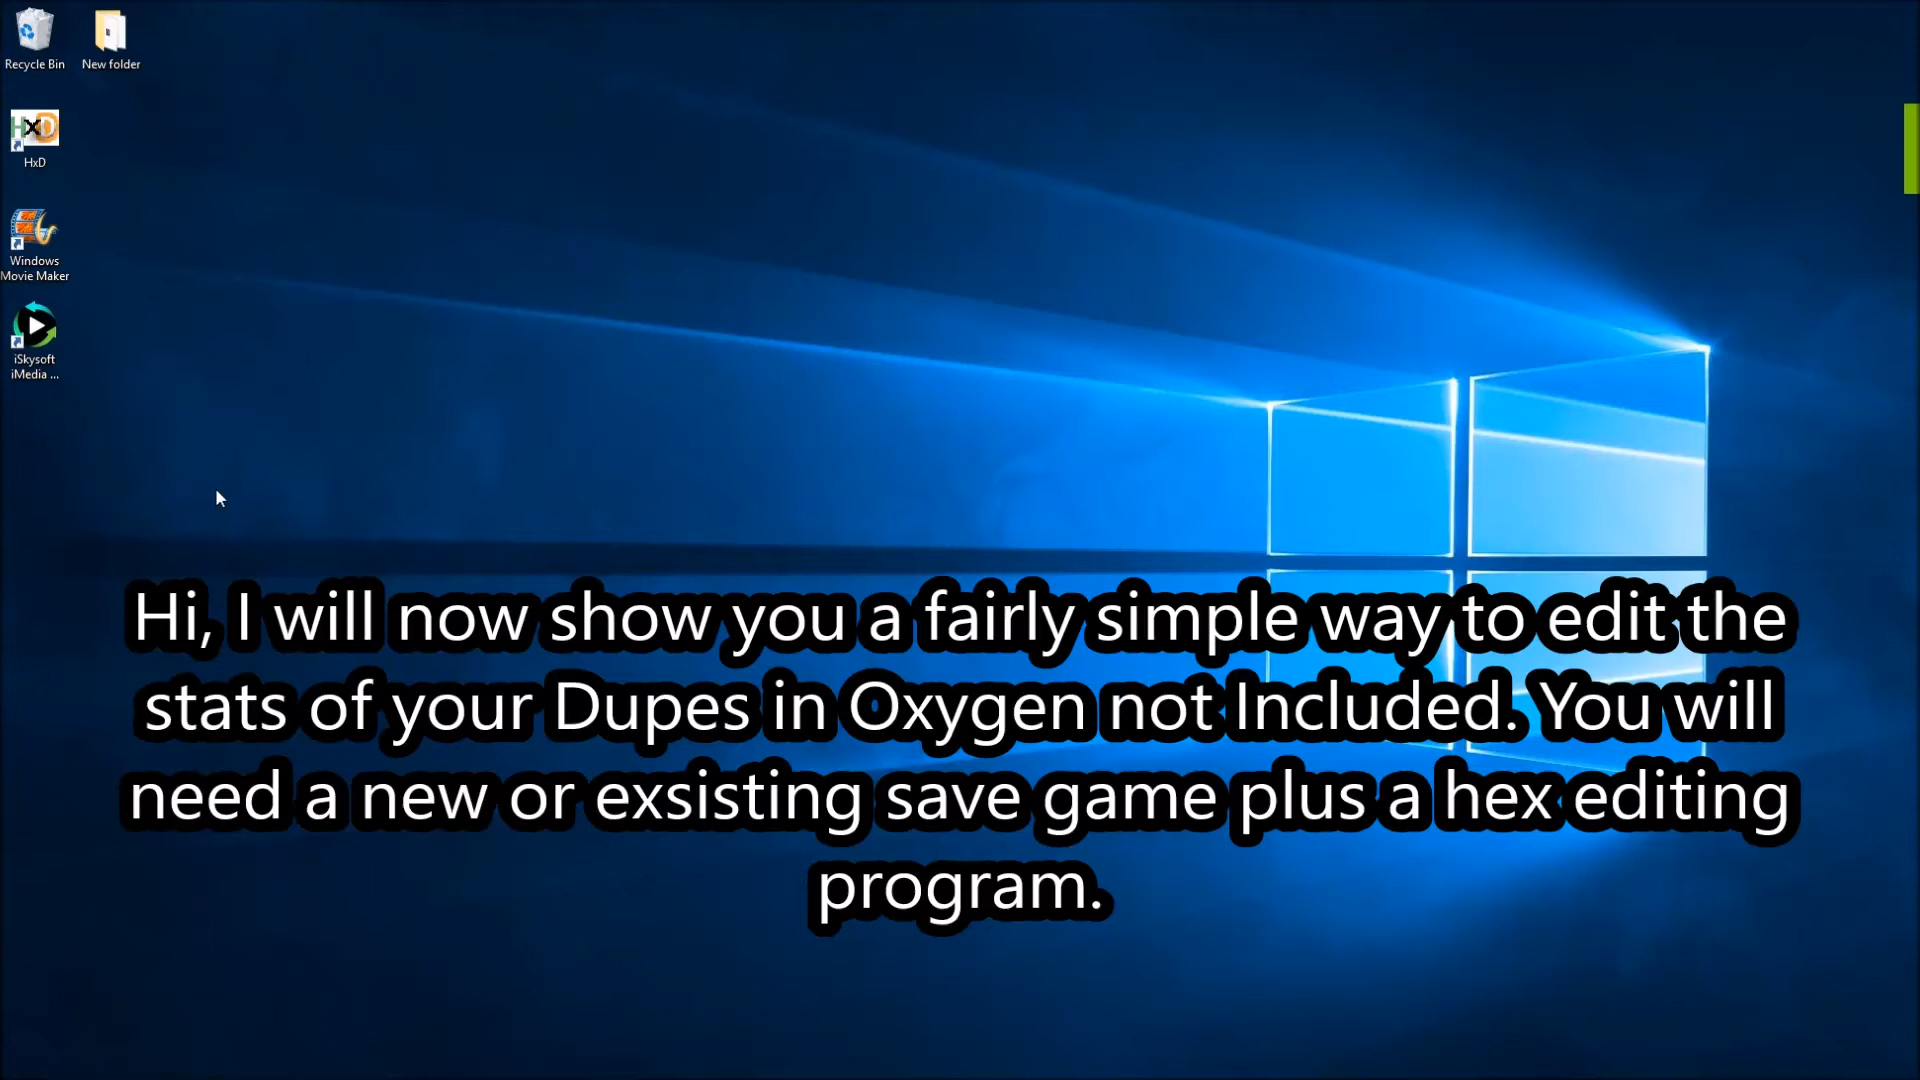 Recycle Bin
New folder
HxD
HxD
Windows
Movie Maker
iSkysoft
iMedia ...
Hi, I will now show you a fairly simple way to edit the
stats of your Dupes in Oxygen not Included. You will
need a new or exsisting save game plus a hex editing
program.